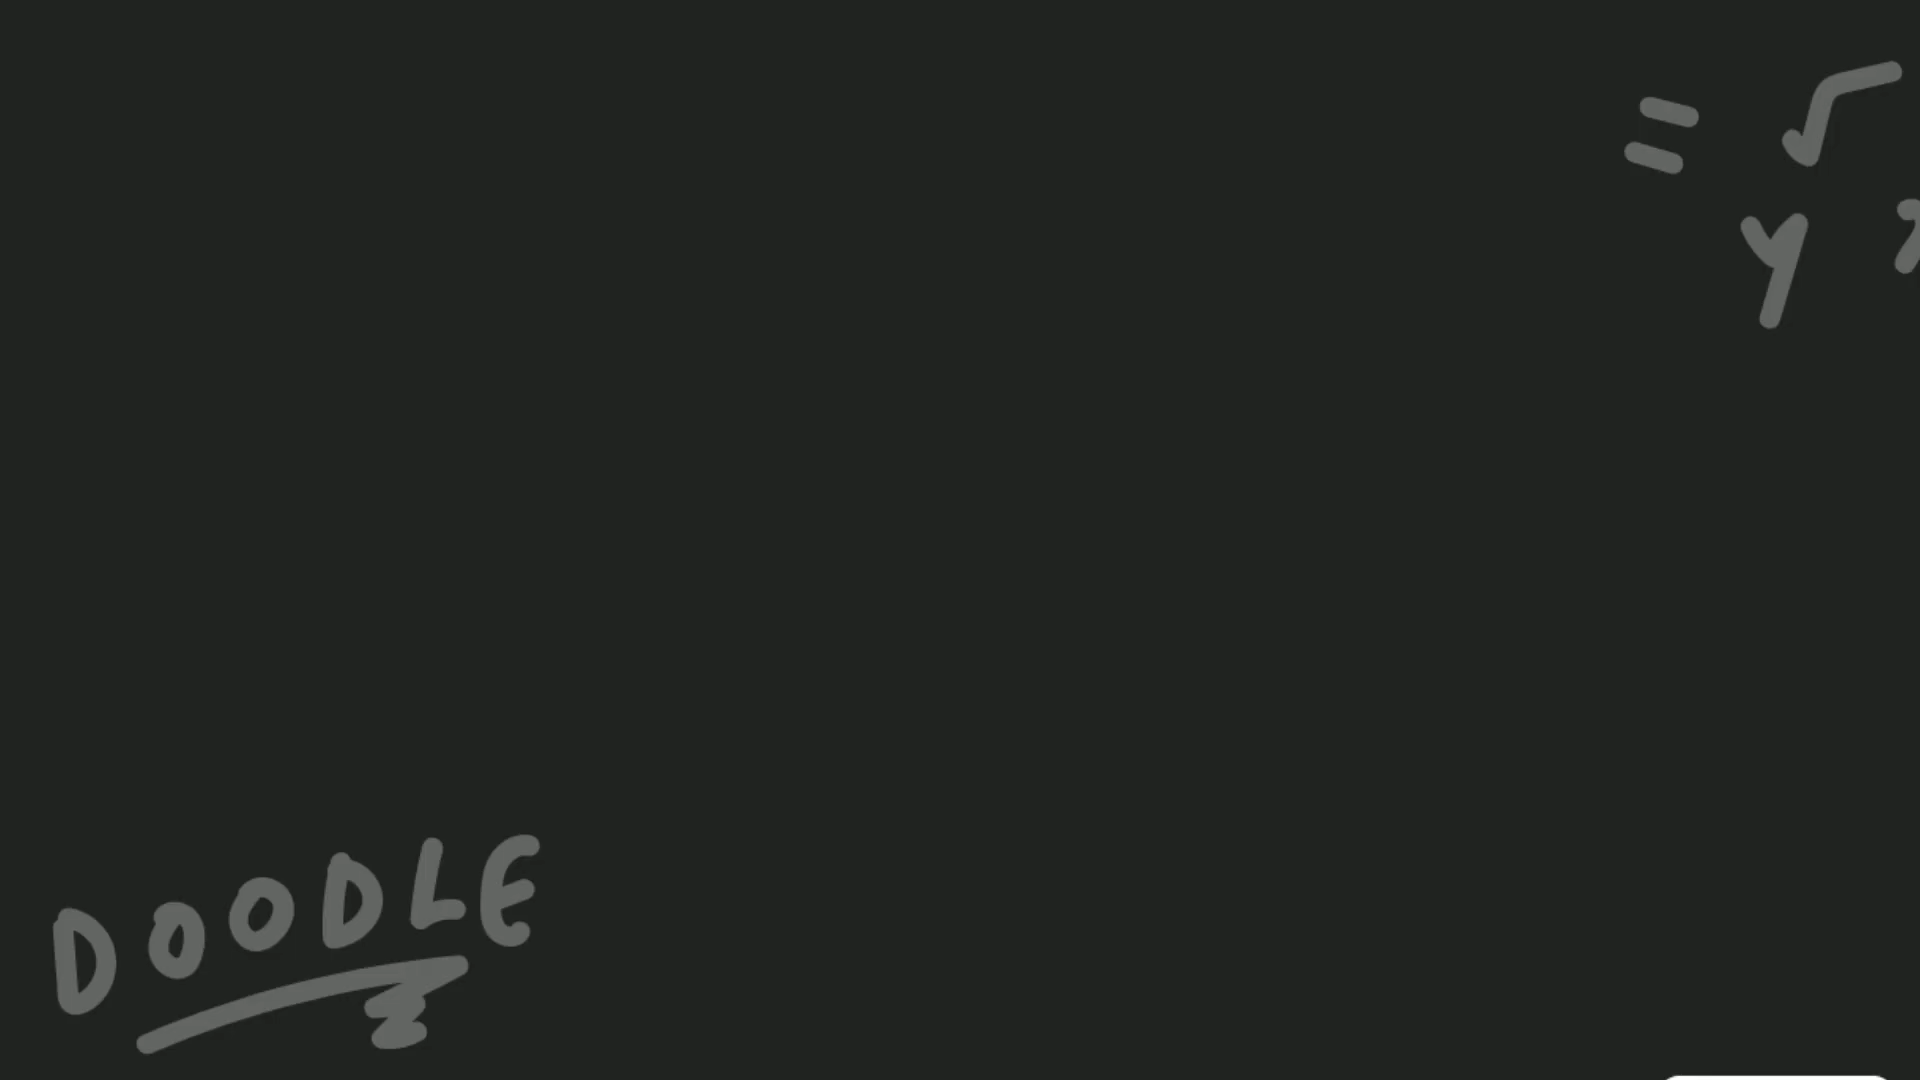 = √
y
DOODLE